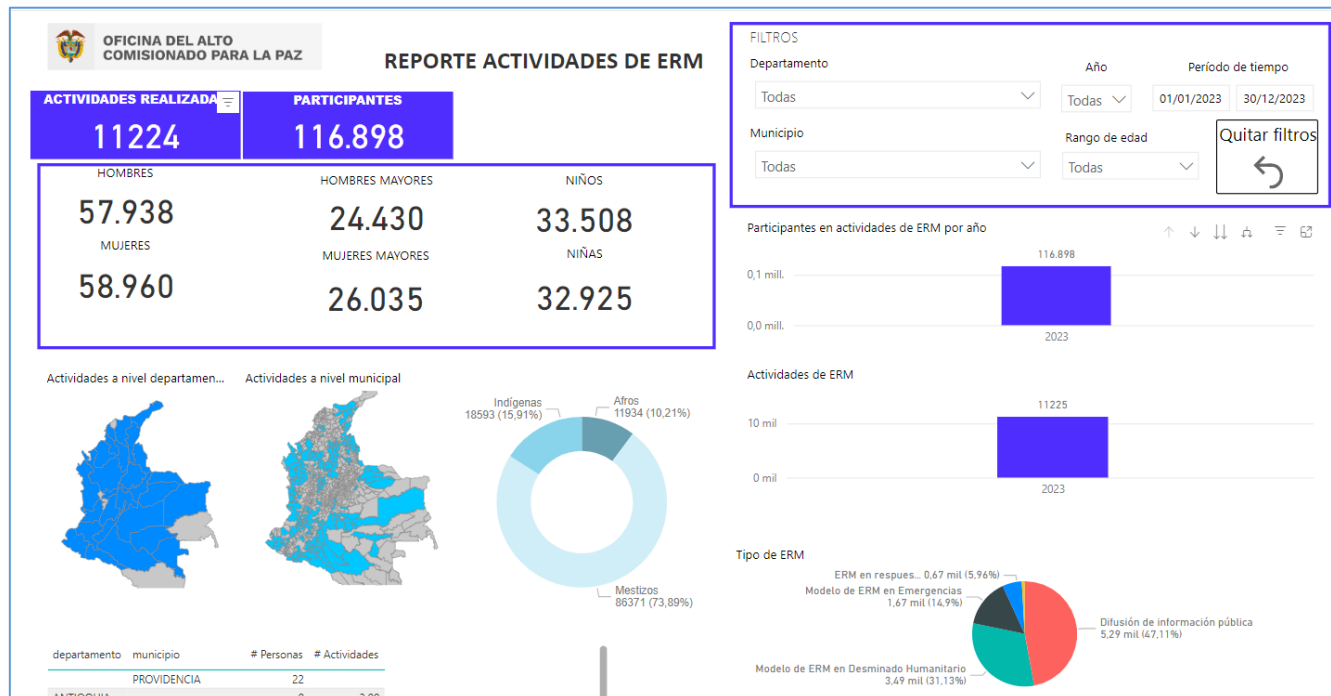 OFICINA DEL ALTO
COMISIONADO PARA LA PAZ
REPORTE ACTIVIDADES DE ERM
ACTIVIDADES REALIZADA
11224
PARTICIPANTES
116.898
HOMBRES
57.938
MUJERES
58.960
HOMBRES MAYORES
24.430
MUJERES MAYORES
26.035
NIÑOS
33.508
NIÑAS
32.925
FILTROS
Departamento
Todas
Año
Todas
Período de tiempo
01/01/2023 30/12/2023
Municipio
Todas
Rango de edad
Todas
Quitar filtros
Participantes en actividades de ERM por año
116.898
0,1 mill.
0,0 mill.
2023
Actividades de ERM
11225
10 mil
0 mil
2023
Actividades a nivel departamen...
Actividades a nivel municipal
Indígenas
18593 (15,91%)
Afros
11934 (10,21%)
Mestizos
86371 (73,89%)
Tipo de ERM
ERM en respues... 0,67 mil (5,96%)
Modelo de ERM en Emergencias
1,67 mil (14,9%)
Difusión de información pública
5,29 mil (47,11%)
Modelo de ERM en Desminado Humanitario
3,49 mil (31,13%)
departamento municipio # Personas # Actividades
PROVIDENCIA 22